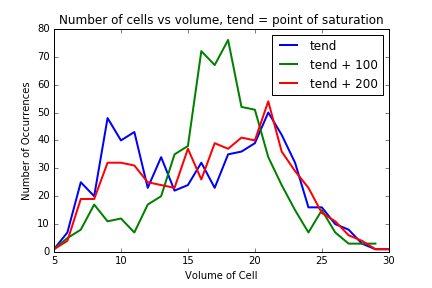 Number of cells vs volume, tend = point of saturation
80
70
60
50
40
30
20
10
0
Number of Occurrences
tend
tend + 100
tend + 200
5
10
15
20
25
30
Volume of Cell